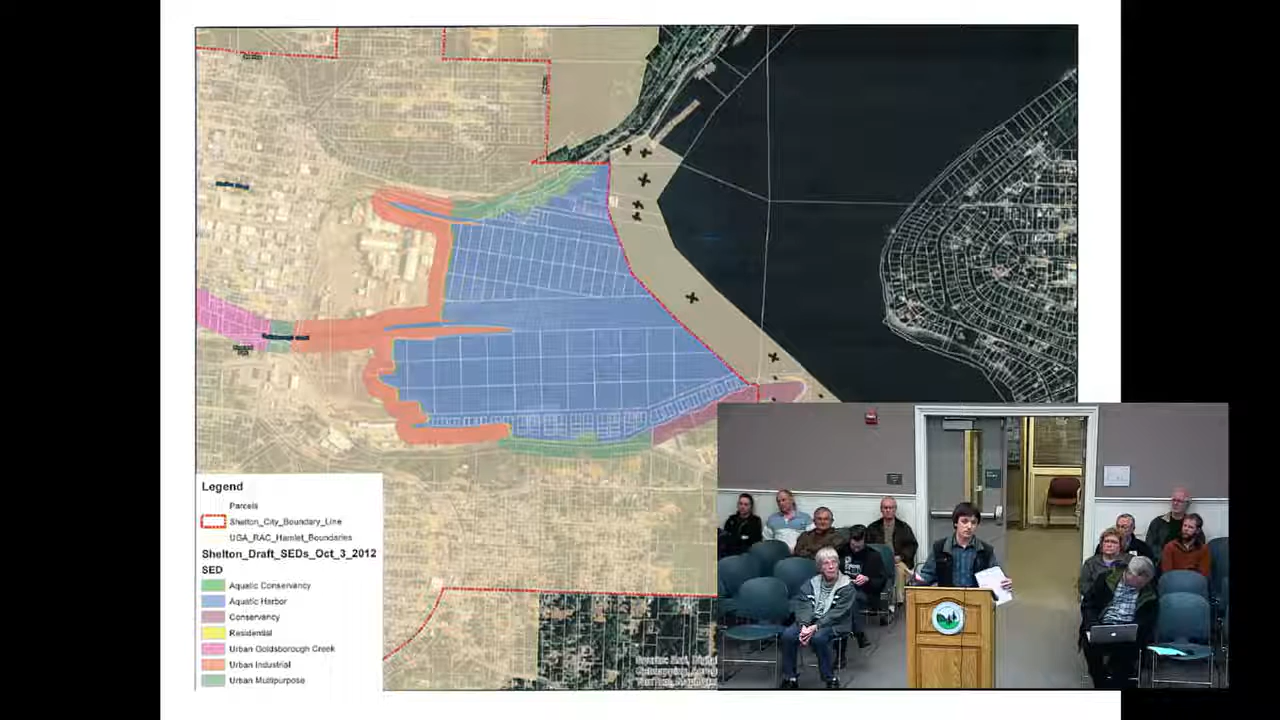 Legend
Parcels
Shelton_City_Boundary_Line
UGA_RAC_Hamlet_Boundaries
Shelton_Draft_SEDs_Oct_3_2012
SED
Aquatic Conservancy
Aquatic Harbor
Conservancy
Residential
Urban Goldsborough Creek
Urban Industrial
Urban Multipurpose